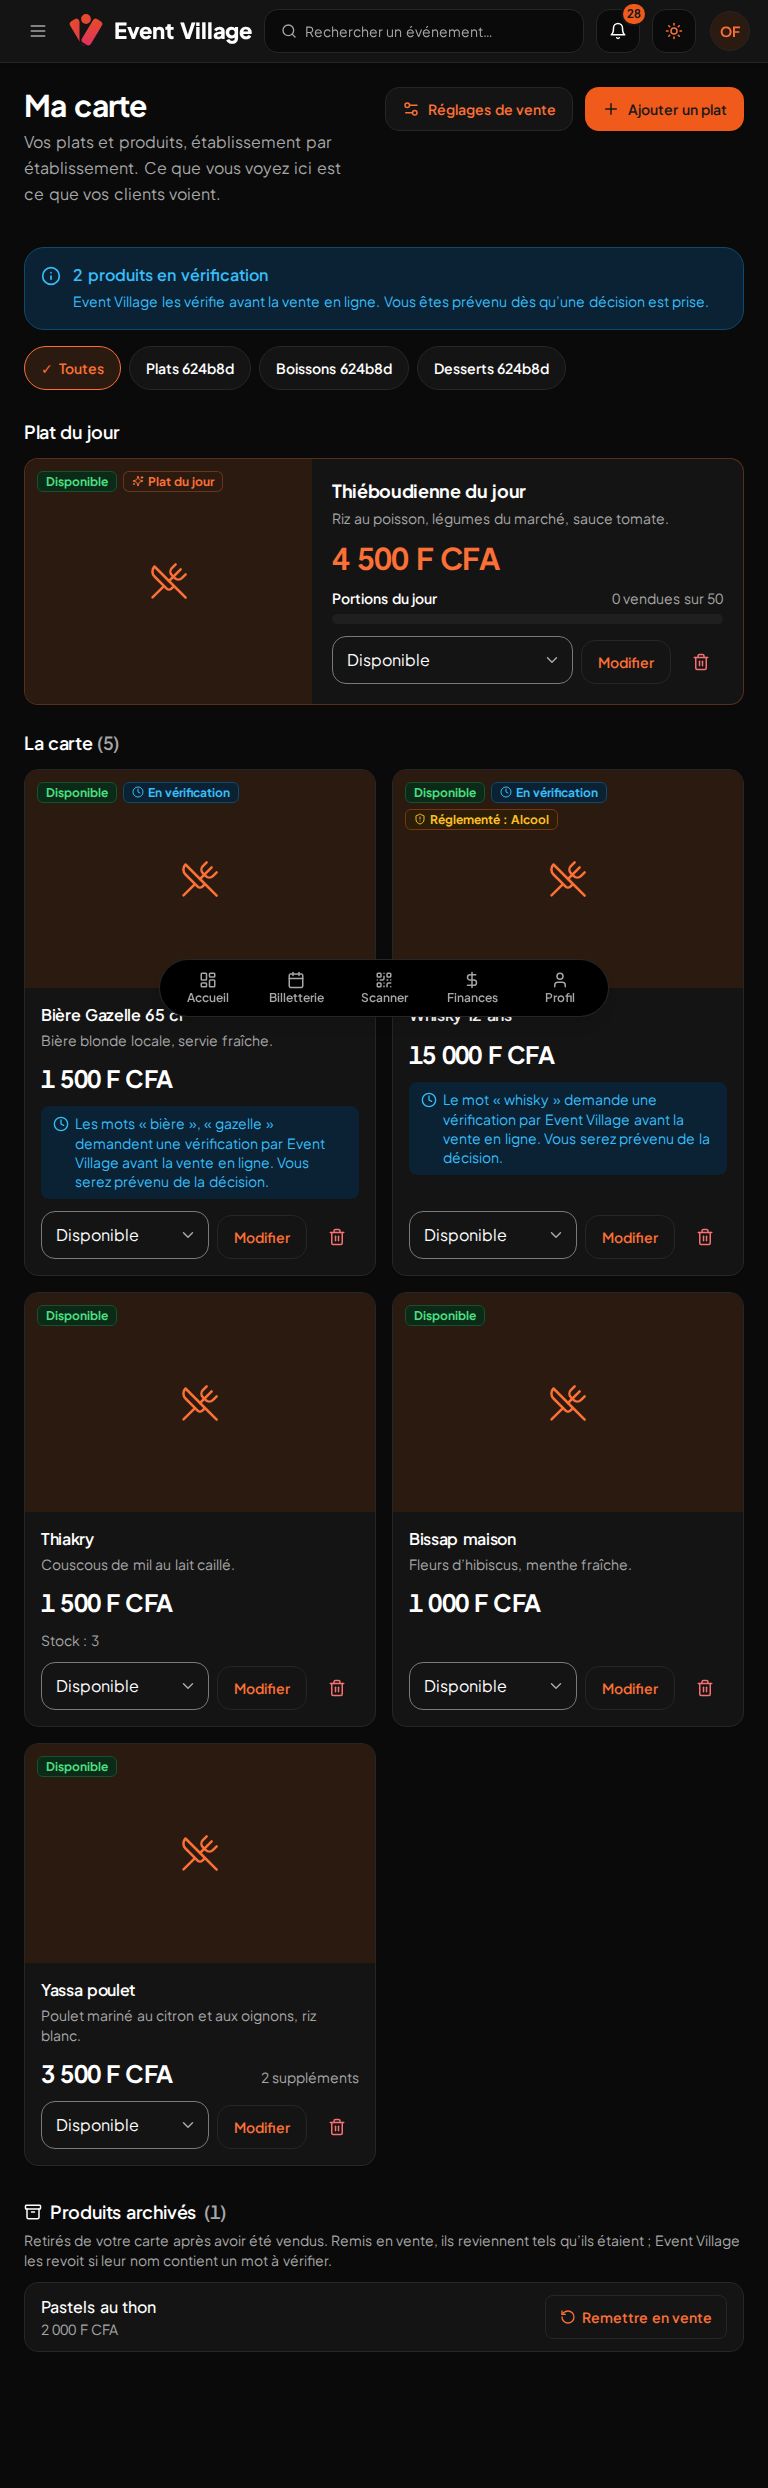 Event Village
Rechercher un événement…
28
OF
Ma carte
Réglages de vente
Ajouter un plat
Vos plats et produits, établissement par
établissement. Ce que vous voyez ici est
ce que vos clients voient.
2 produits en vérification
Event Village les vérifie avant la vente en ligne. Vous êtes prévenu dès qu’une décision est prise.
✓ Toutes
Plats 624b8d
Boissons 624b8d
Desserts 624b8d
Plat du jour
Disponible
Plat du jour
Thiéboudienne du jour
Riz au poisson, légumes du marché, sauce tomate.
4 500 F CFA
Portions du jour
0 vendues sur 50
Disponible
Modifier
La carte (5)
Disponible
En vérification
Bière Gazelle 65 cl
Bière blonde locale, servie fraîche.
1 500 F CFA
Les mots « bière », « gazelle »
demandent une vérification par Event
Village avant la vente en ligne. Vous
serez prévenu de la décision.
Disponible
Modifier
Disponible
En vérification
Réglementé : Alcool
Whisky 12 ans
15 000 F CFA
Le mot « whisky » demande une
vérification par Event Village avant la
vente en ligne. Vous serez prévenu de la
décision.
Disponible
Modifier
Accueil
Billetterie
Scanner
Finances
Profil
Disponible
Thiakry
Couscous de mil au lait caillé.
1 500 F CFA
Stock : 3
Disponible
Modifier
Disponible
Bissap maison
Fleurs d’hibiscus, menthe fraîche.
1 000 F CFA
Disponible
Modifier
Disponible
Yassa poulet
Poulet mariné au citron et aux oignons, riz
blanc.
3 500 F CFA
2 suppléments
Disponible
Modifier
Produits archivés (1)
Retirés de votre carte après avoir été vendus. Remis en vente, ils reviennent tels qu’ils étaient ; Event Village
les revoit si leur nom contient un mot à vérifier.
Pastels au thon
2 000 F CFA
Remettre en vente